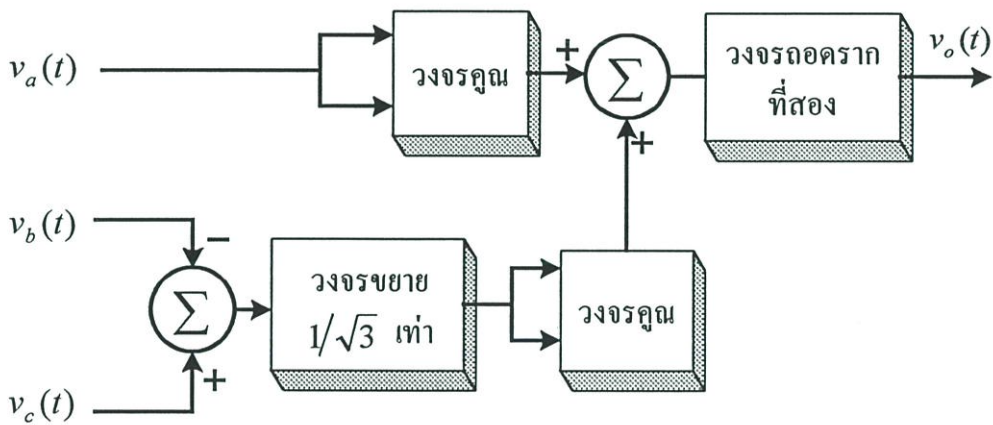 v_a(t)
วงจรคูณ
+
Σ
+
วงจรถอดราก
ที่สอง
v_o(t)
v_b(t)
−
Σ
+
v_c(t)
วงจรขยาย
1/√3 เท่า
วงจรคูณ